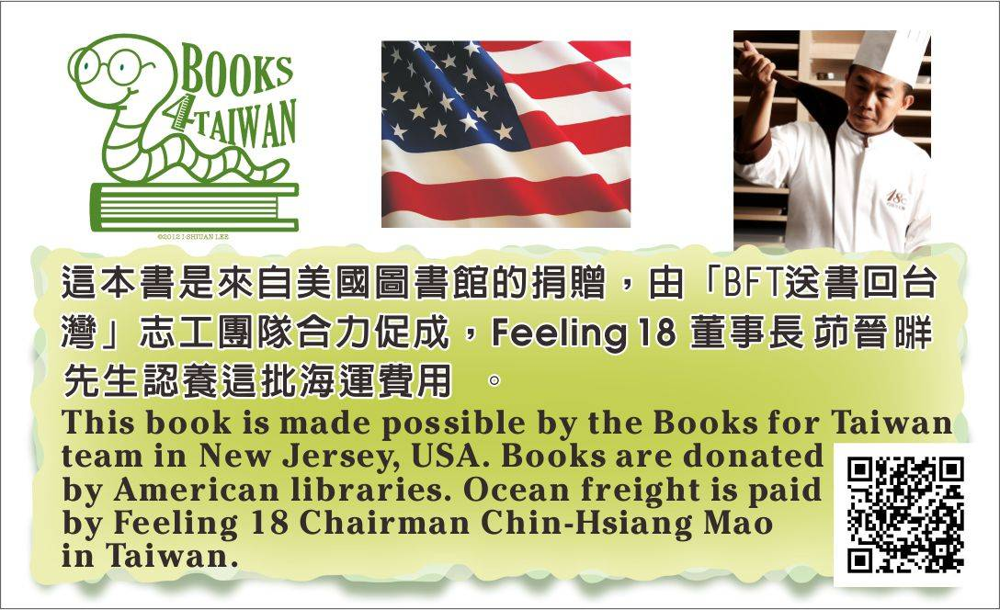 BOOKS
4 TAIWAN
©2012 I-SHIUAN LEE
18c
這本書是來自美國圖書館的捐贈,由「BFT送書回台
灣」志工團隊合力促成,Feeling 18 董事長 茆晉暐
先生認養這批海運費用 。
This book is made possible by the Books for Taiwan
team in New Jersey, USA. Books are donated
by American libraries. Ocean freight is paid
by Feeling 18 Chairman Chin-Hsiang Mao
in Taiwan.